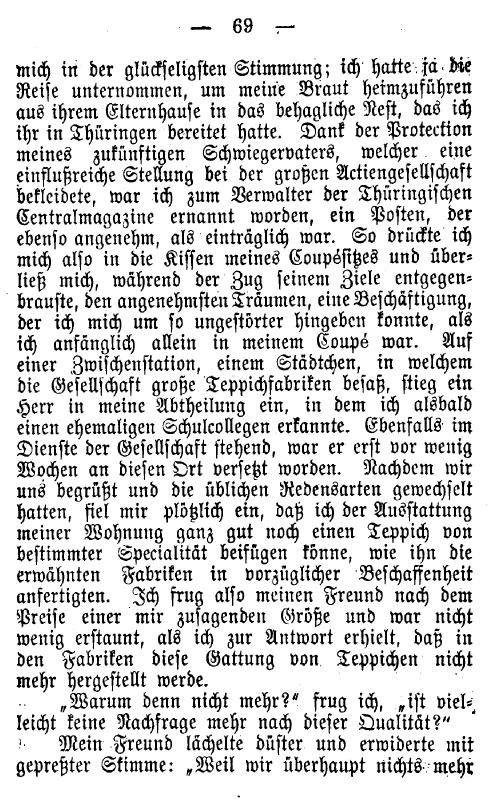 — 69 —
mich in der glückseligsten Stimmung; ich hatte ja die
Reise unternommen, um meine Braut heimzuführen
aus ihrem Elternhause in das behagliche Nest, das ich
ihr in Thüringen bereitet hatte. Dank der Protection
meines zukünftigen Schwiegervaters, welcher eine
einflußreiche Stellung bei der großen Actiengesellschaft
bekleidete, war ich zum Verwalter der Thüringischen
Centralmagazine ernannt worden, ein Posten, der
ebenso angenehm, als einträglich war. So drückte ich
mich also in die Kissen meines Coupésitzes und über-
ließ mich, während der Zug seinem Ziele entgegen-
brauste, den angenehmsten Träumen, eine Beschäftigung,
der ich mich um so ungestörter hingeben konnte, als
ich anfänglich allein in meinem Coupé war. Auf
einer Zwischenstation, einem Städtchen, in welchem
die Gesellschaft große Teppichfabriken besaß, stieg ein
Herr in meine Abtheilung ein, in dem ich alsbald
einen ehemaligen Schulcollegen erkannte. Ebenfalls im
Dienste der Gesellschaft stehend, war er erst vor wenig
Wochen an diesen Ort versetzt worden. Nachdem wir
uns begrüßt und die üblichen Redensarten gewechselt
hatten, fiel mir plötzlich ein, daß ich der Ausstattung
meiner Wohnung ganz gut noch einen Teppich von
bestimmter Specialität beifügen könne, wie ihn die
erwähnten Fabriken in vorzüglicher Beschaffenheit
anfertigten. Ich frug also meinen Freund nach dem
Preise einer mir zusagenden Größe und war nicht
wenig erstaunt, als ich zur Antwort erhielt, daß in
den Fabriken diese Gattung von Teppichen nicht
mehr hergestellt werde.
„Warum denn nicht mehr?“ frug ich, „ist viel-
leicht keine Nachfrage mehr nach dieser Qualität?“
Mein Freund lächelte düster und erwiderte mit
gepreßter Skimme: „Weil wir überhaupt nichts mehr